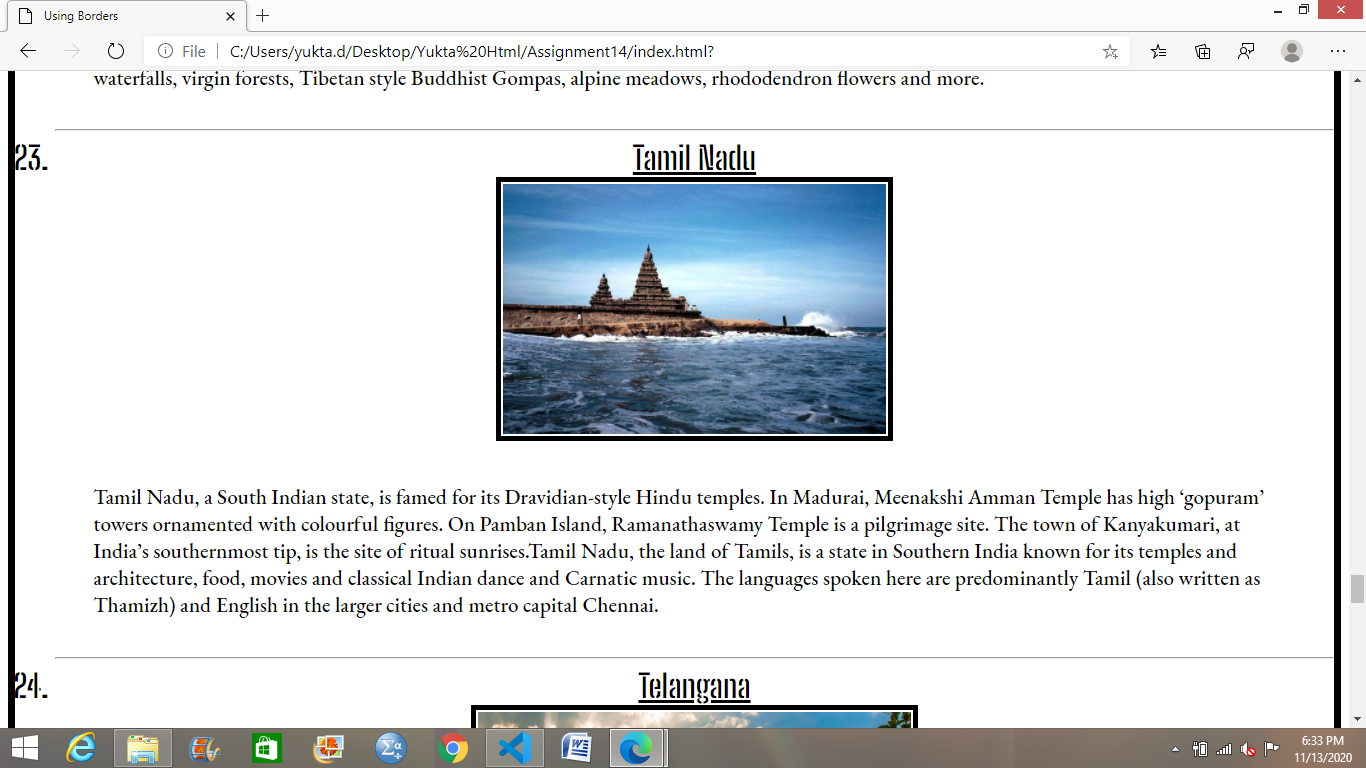 Using Borders
File
C:/Users/yukta.d/Desktop/Yukta%20Html/Assignment14/index.html?
waterfalls, virgin forests, Tibetan style Buddhist Gompas, alpine meadows, rhododendron flowers and more.
23. Tamil Nadu
Tamil Nadu, a South Indian state, is famed for its Dravidian-style Hindu temples. In Madurai, Meenakshi Amman Temple has high ‘gopuram’
towers ornamented with colourful figures. On Pamban Island, Ramanathaswamy Temple is a pilgrimage site. The town of Kanyakumari, at
India’s southernmost tip, is the site of ritual sunrises.Tamil Nadu, the land of Tamils, is a state in Southern India known for its temples and
architecture, food, movies and classical Indian dance and Carnatic music. The languages spoken here are predominantly Tamil (also written as
Thamizh) and English in the larger cities and metro capital Chennai.
24. Telangana
6:33 PM
11/13/2020